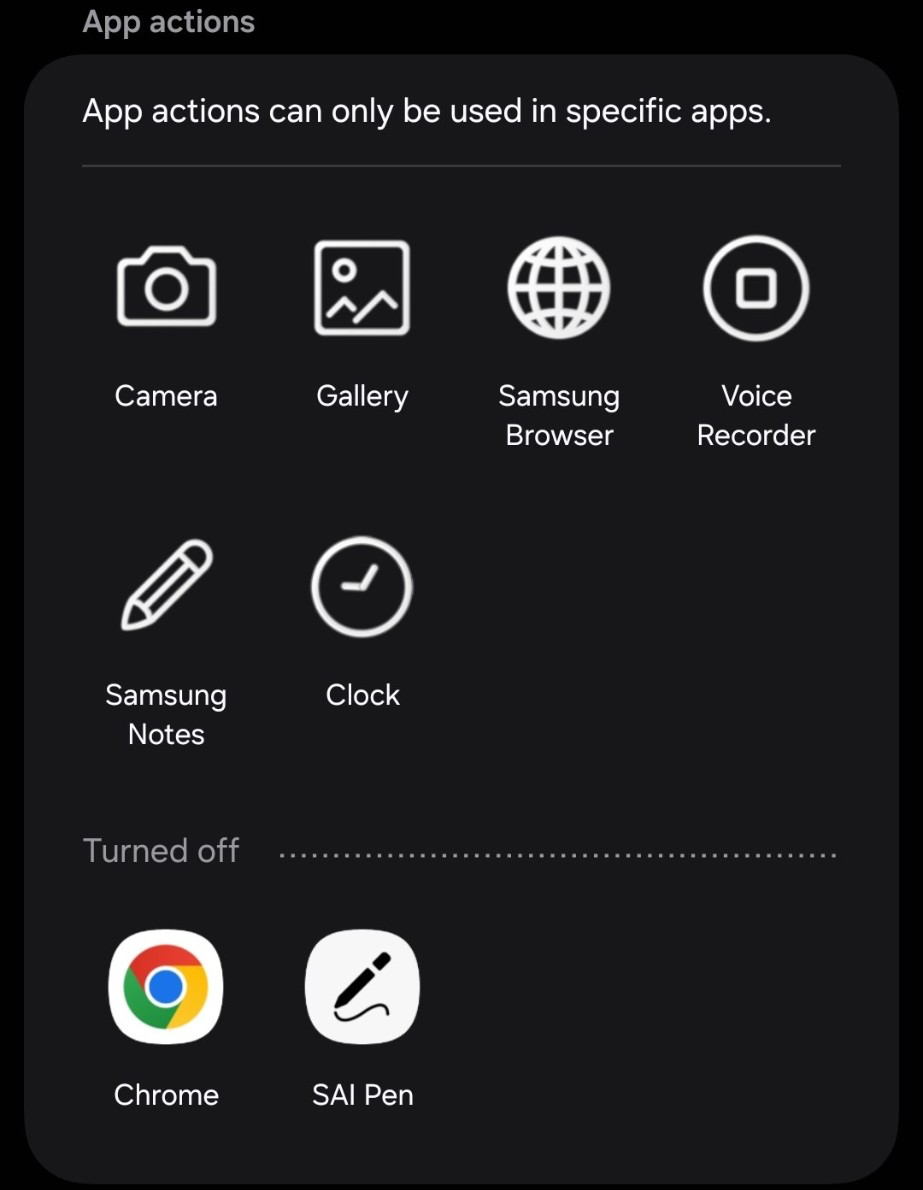 App actions
App actions can only be used in specific apps.
Camera
Gallery
Samsung
Browser
Voice
Recorder
Samsung
Notes
Clock
Turned off
Chrome
SAI Pen